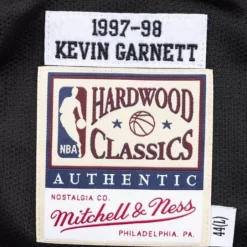 1997-98
KEVIN GARNETT
HARDWOOD
NBA
CLASSICS
AUTHENTIC
NOSTALGIA CO.
Mitchell & Ness
PHILADELPHIA, PA.
44(L)